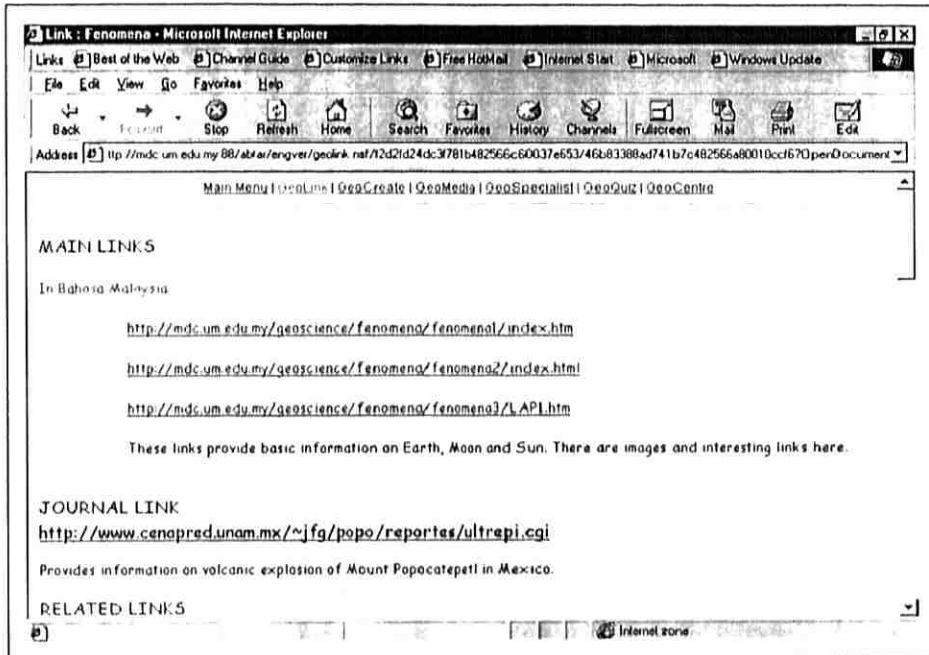 Link : Fenomena - Microsoft Internet Explorer
Links Best of the Web Channel Guide Customize Links Free HotMail Internet Start Microsoft Windows Update
File Edit View Go Favorites Help
Back Forward Stop Refresh Home Search Favorites History Channels Fullscreen Mail Print Edit
Address
Main Menu | GeoLink | GeoCreate | GeoMedia | GeoSpecialist | GeoQuiz | GeoCentre
MAIN LINKS
In Bahasa Malaysia
http://mdc.um.edu.my/geoscience/fenomena/fenomena1/index.htm
http://mdc.um.edu.my/geoscience/fenomena/fenomena2/index.html
http://mdc.um.edu.my/geoscience/fenomena/fenomena3/LAPI.htm
These links provide basic information on Earth, Moon and Sun. There are images and interesting links here.
JOURNAL LINK
http://www.cenapred.unam.mx/~jfg/popo/reportes/ultrepi.cgi
Provides information on volcanic explosion of Mount Popocatepetl in Mexico.
RELATED LINKS
Internet zone